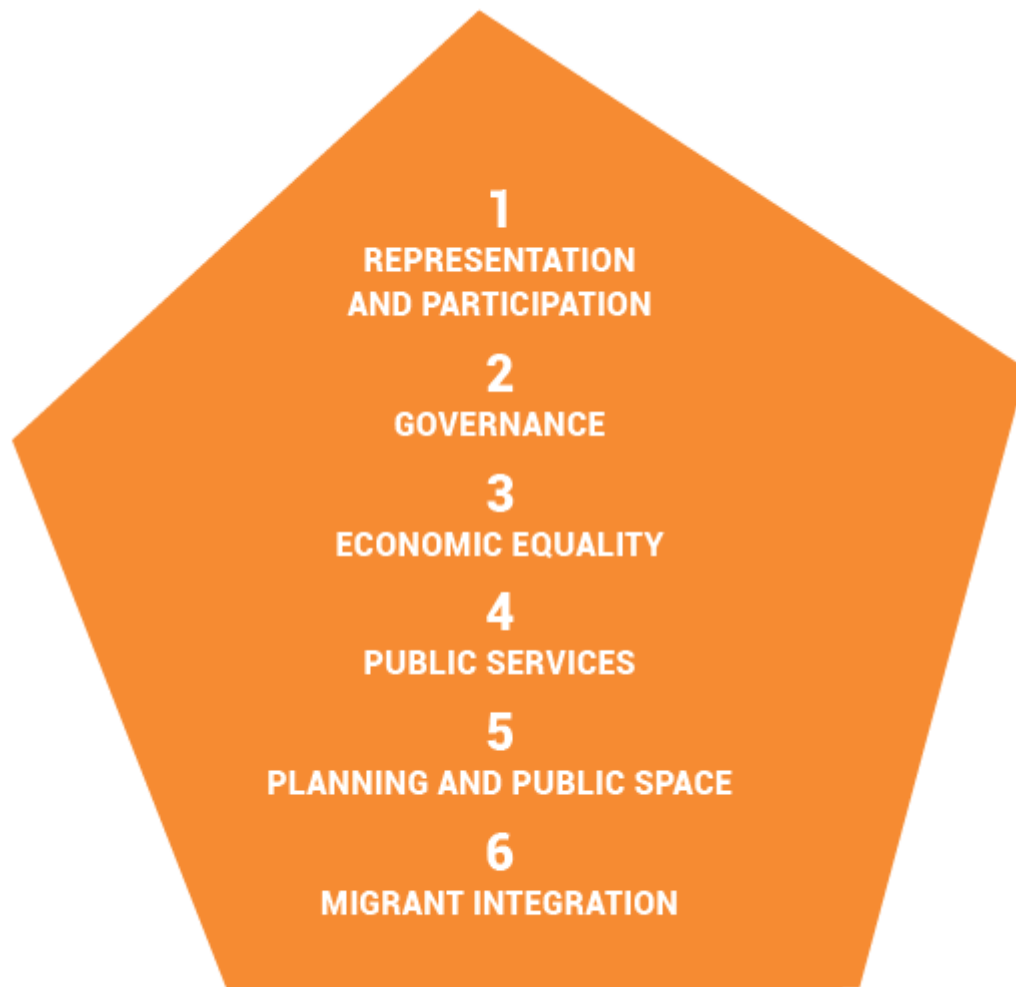 1
REPRESENTATION
AND PARTICIPATION
2
GOVERNANCE
3
ECONOMIC EQUALITY
4
PUBLIC SERVICES
5
PLANNING AND PUBLIC SPACE
6
MIGRANT INTEGRATION